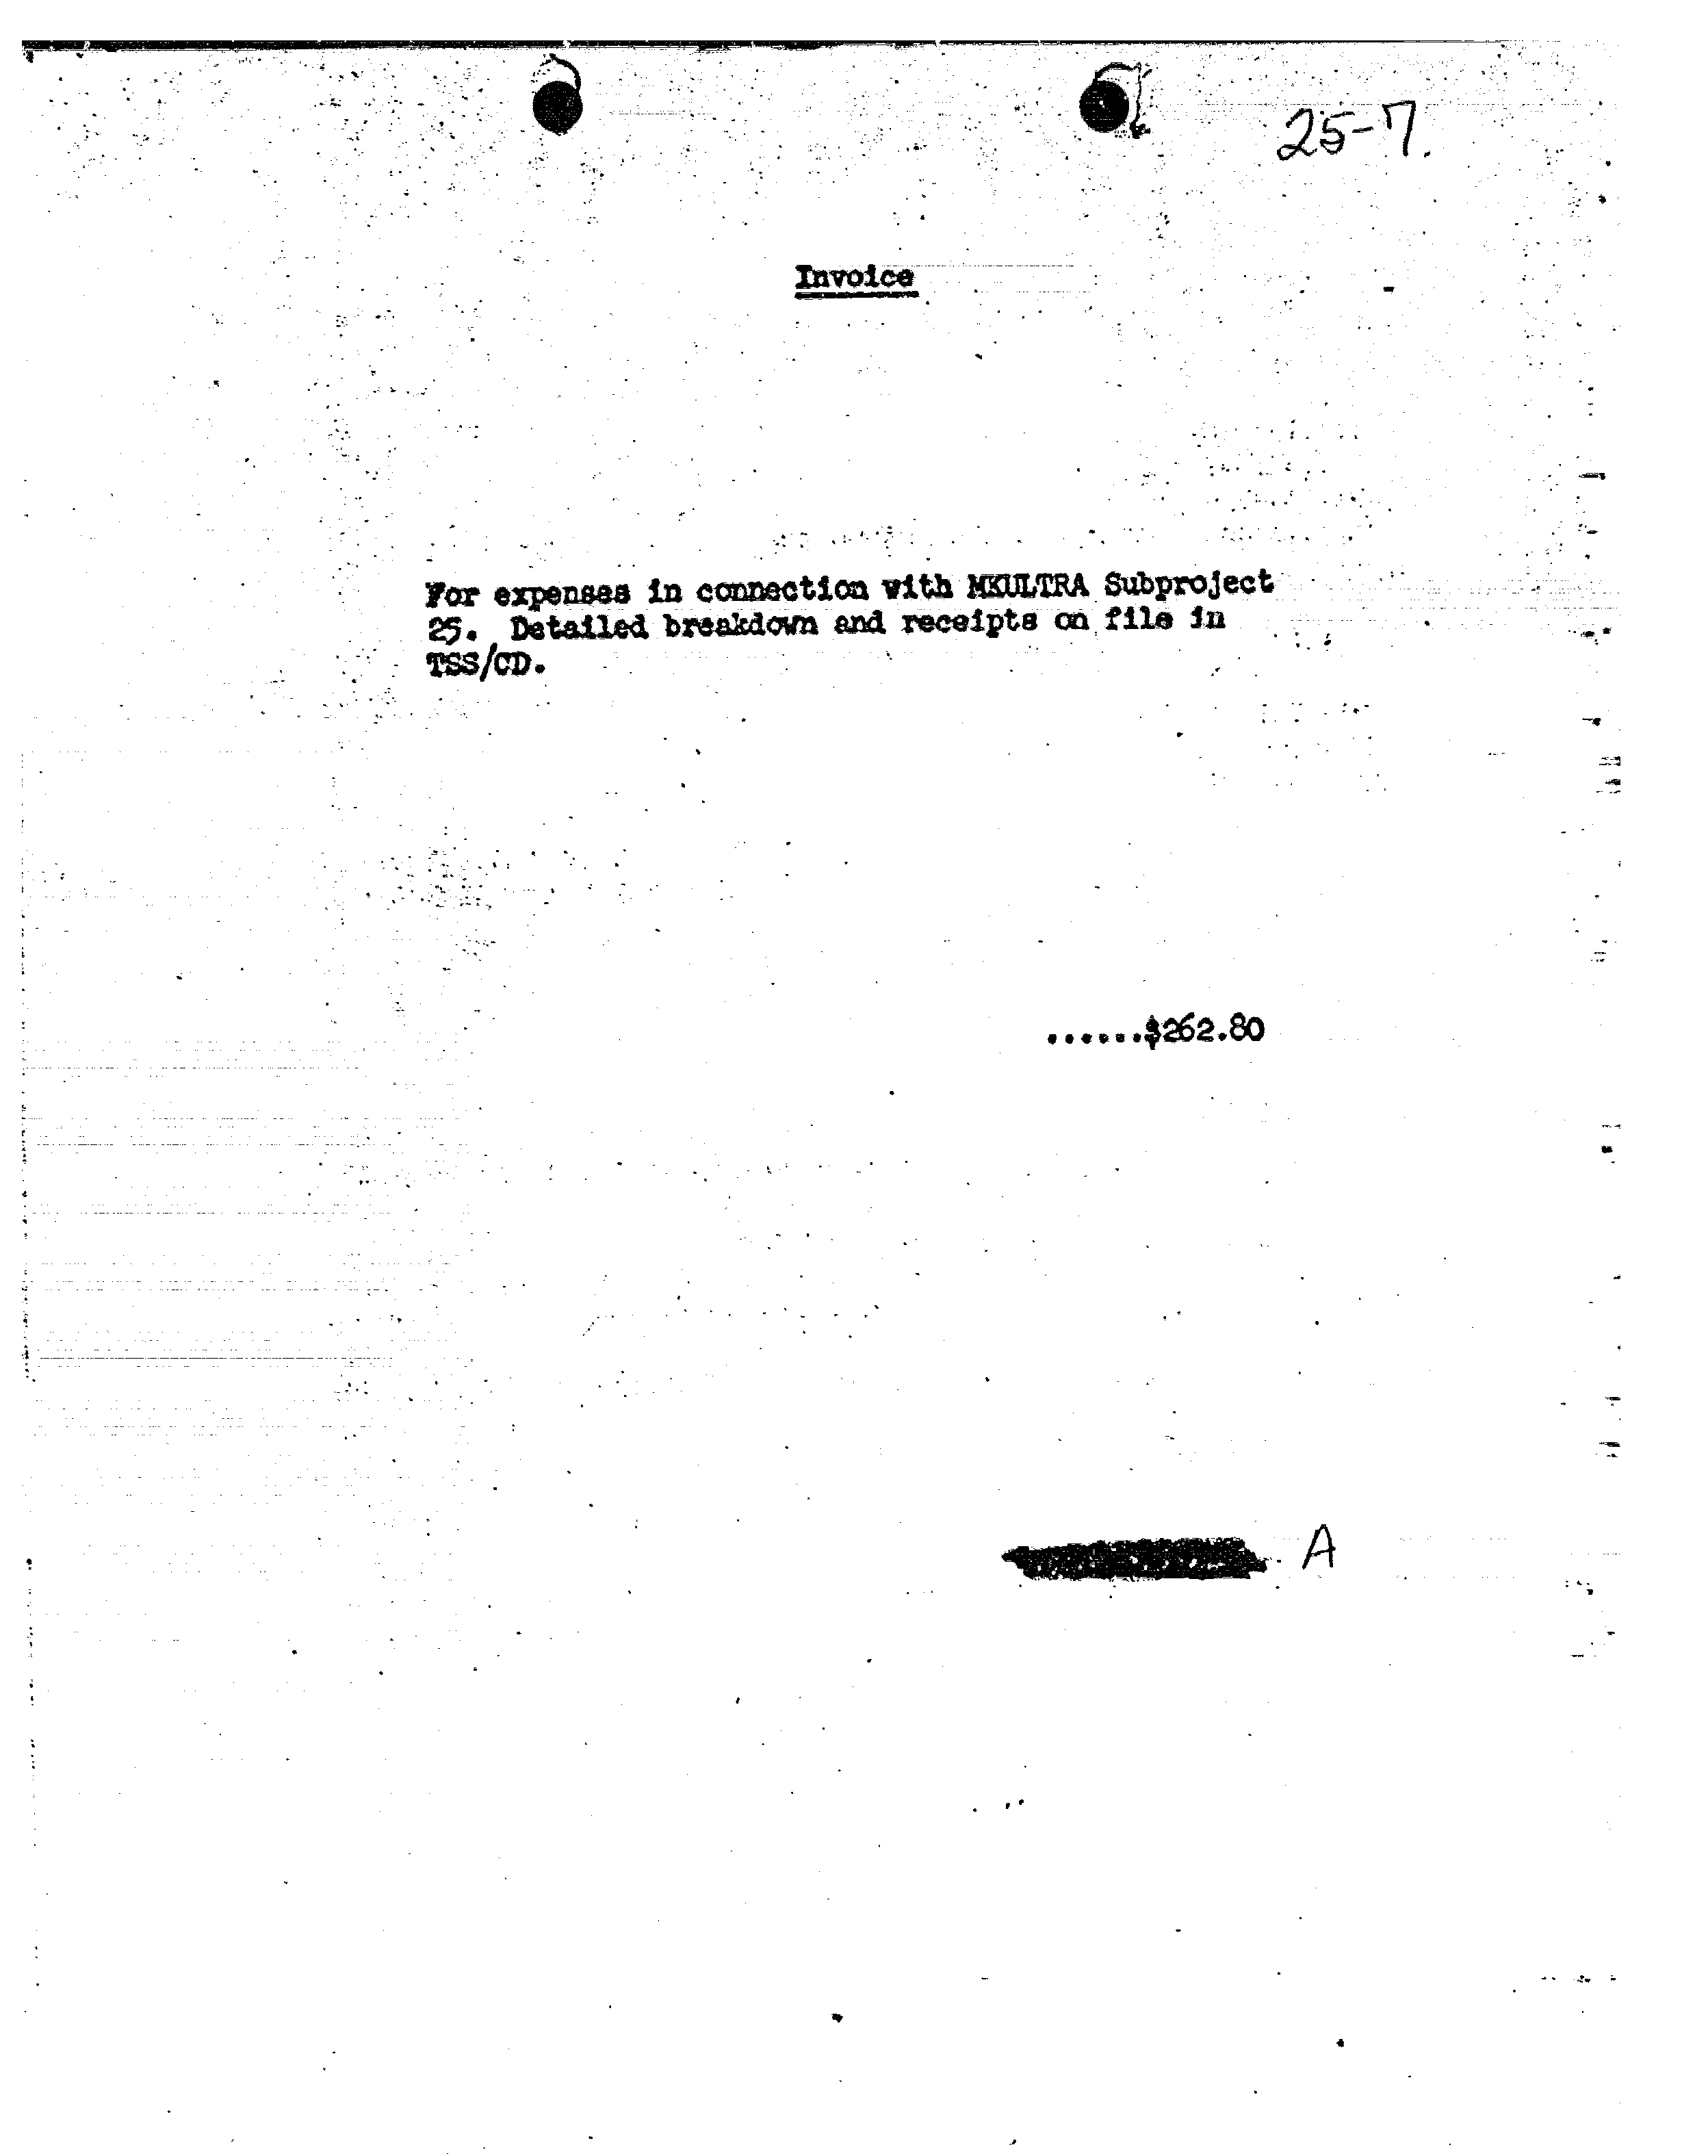 25-7.
Invoice
For expenses in connection with MKULTRA Subproject
25. Detailed breakdown and receipts on file in
TSS/CD.
......$262.80
A